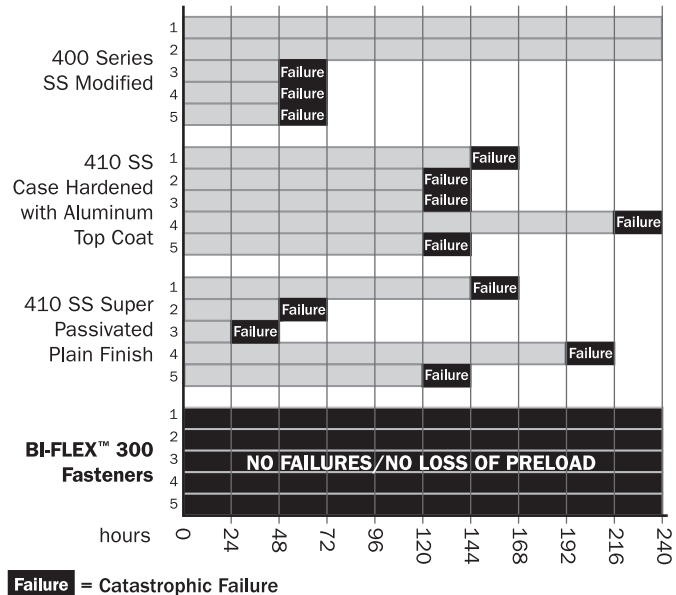 400 Series
SS Modified
1
2
3 Failure
4 Failure
5 Failure
410 SS
Case Hardened
with Aluminum
Top Coat
1 Failure
2 Failure
3 Failure
4 Failure
5 Failure
410 SS Super
Passivated
Plain Finish
1 Failure
2 Failure
3 Failure
4 Failure
5 Failure
BI-FLEX™ 300
Fasteners
1
2
3 NO FAILURES/NO LOSS OF PRELOAD
4
5
hours 0 24 48 72 96 120 144 168 192 216 240
Failure = Catastrophic Failure